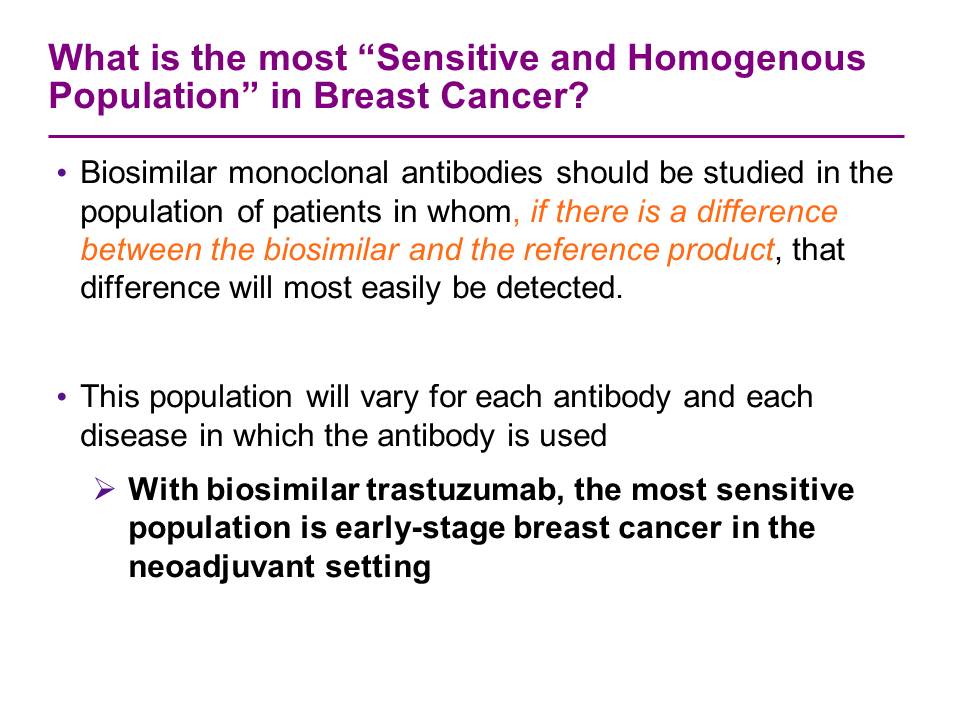 What is the most “Sensitive and Homogenous
Population” in Breast Cancer?
• Biosimilar monoclonal antibodies should be studied in the
population of patients in whom, if there is a difference
between the biosimilar and the reference product, that
difference will most easily be detected.
• This population will vary for each antibody and each
disease in which the antibody is used
➢ With biosimilar trastuzumab, the most sensitive
population is early-stage breast cancer in the
neoadjuvant setting